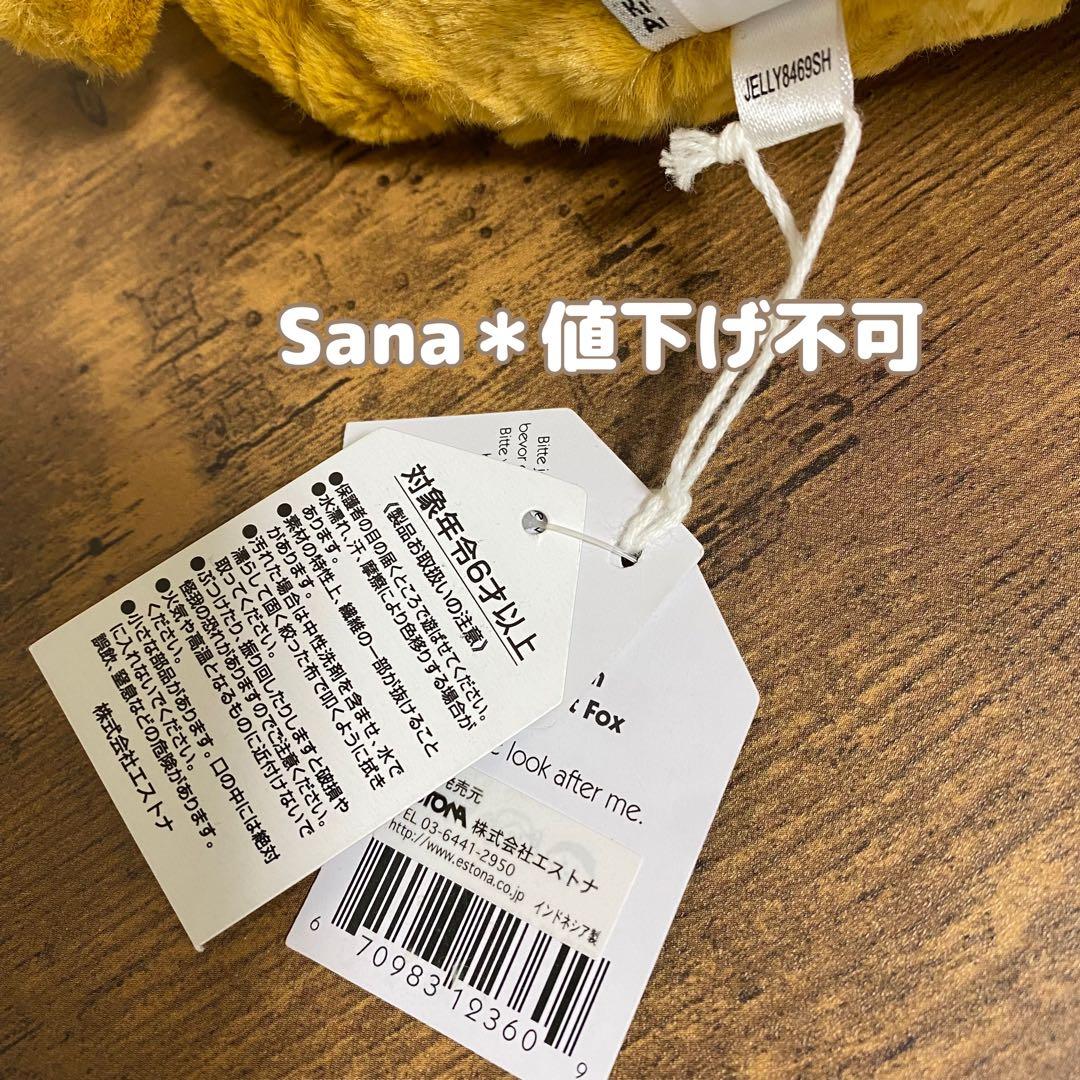 JELLY8469SH
Sana＊値下げ不可
対象年令6才以上
《製品お取扱いの注意》
●保護者の目の届くところで遊ばせてください。
●水濡れ、汗、摩擦により色移りする場合が
あります。
●素材の特性上、繊維の一部が抜けること
があります。
●汚れた場合は中性洗剤を含ませ、水で
濡らして固く絞った布で叩くように拭き
取ってください。
●ぶつけたり、振り回したりしますと破損や
怪我の恐れがありますのでご注意ください。
●火気や高温となるものに近付けないで
ください。
●小さな部品があります。口の中には絶対
に入れないでください。
誤飲、窒息などの危険があります。
株式会社エストナ
Bitte
bevor
Bitte
Fox
look after me.
発売元
株式会社エストナ
TEL 03-6441-2950
http://www.estona.co.jp インドネシア製
6 70983 12360 9